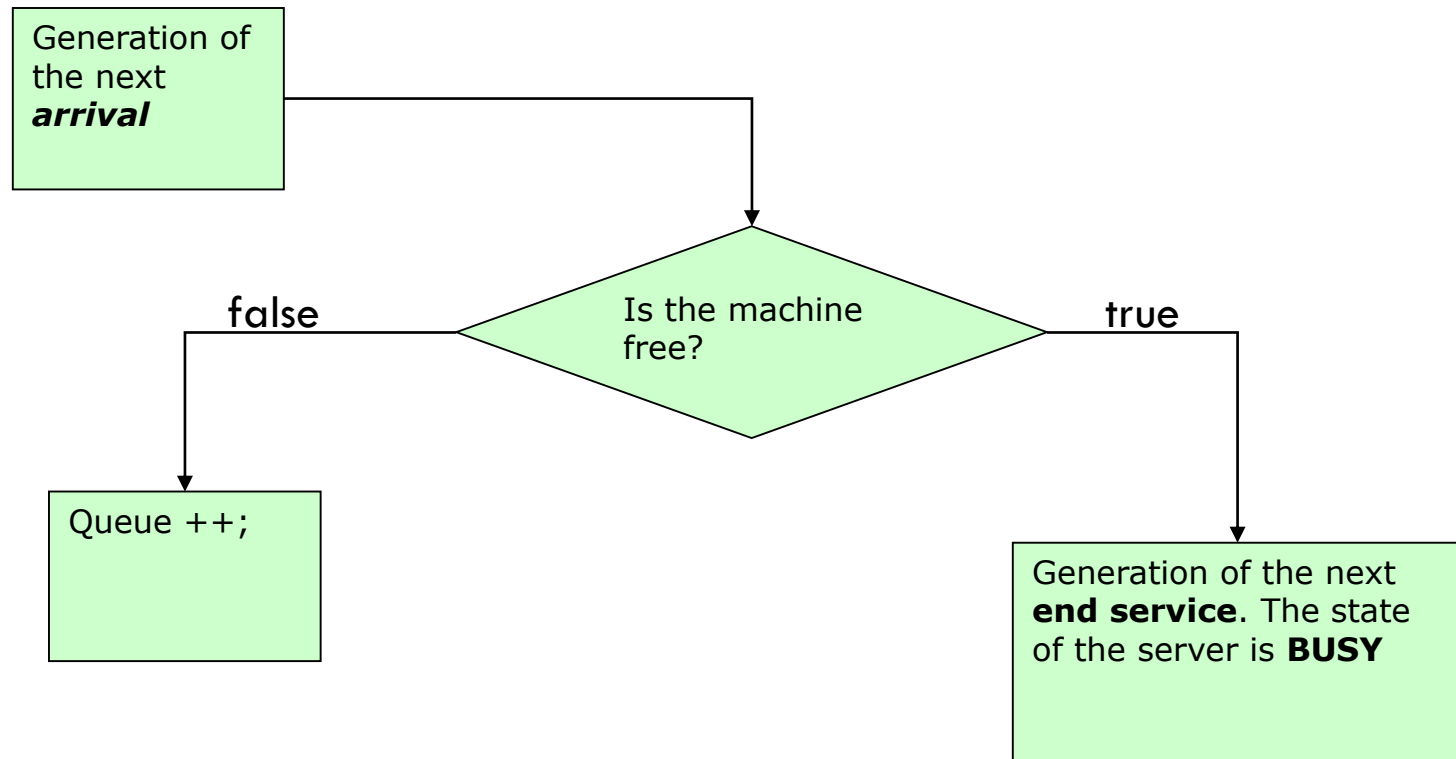 Generation of
the next
arrival
Is the machine
free?
false
true
Queue ++;
Generation of the next
end service. The state
of the server is BUSY